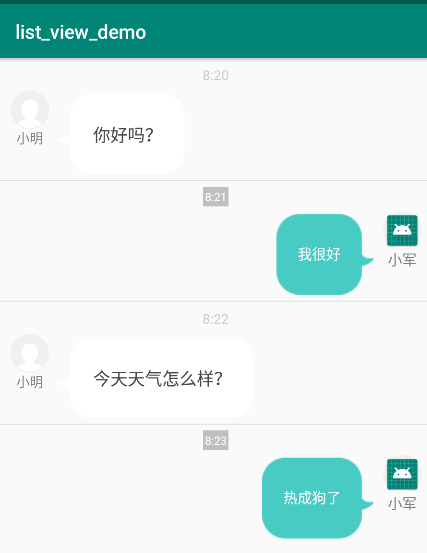 list_view_demo
8:20
你好吗？
小明
8:21
我很好
小军
8:22
今天天气怎么样？
小明
8:23
热成狗了
小军